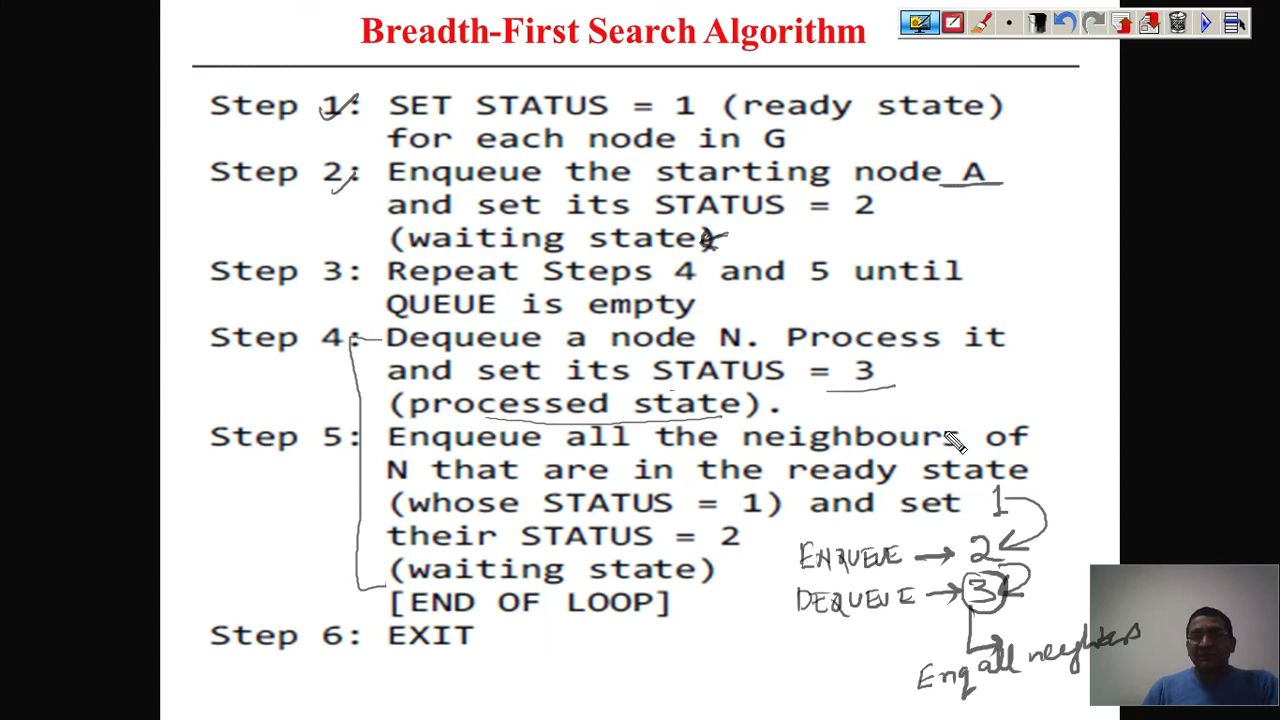 Breadth-First Search Algorithm
Step 1: SET STATUS = 1 (ready state)
for each node in G
Step 2: Enqueue the starting node A
and set its STATUS = 2
(waiting state)
Step 3: Repeat Steps 4 and 5 until
QUEUE is empty
Step 4: Dequeue a node N. Process it
and set its STATUS = 3
(processed state).
Step 5: Enqueue all the neighbours of
N that are in the ready state
(whose STATUS = 1) and set
their STATUS = 2
(waiting state)
[END OF LOOP]
Step 6: EXIT
1
ENQUEUE → 2
DEQUEUE → 3
Enq all